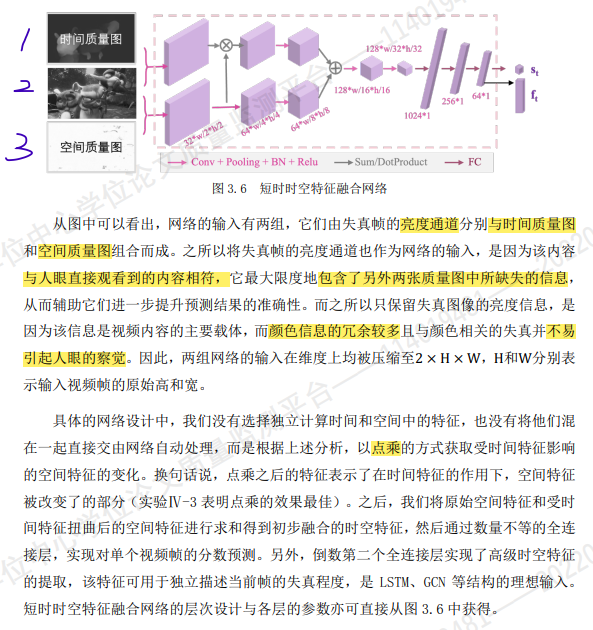 1
时间质量图
2
3
空间质量图
32*w/2*h/2
64*w/4*h/4
64*w/8*h/8
128*w/16*h/16
128*w/32*h/32
1024*1
256*1
64*1
s_t
f_t
Conv + Pooling + BN + Relu
Sum/DotProduct
FC
图 3.6 短时时空特征融合网络
从图中可以看出，网络的输入有两组，它们由失真帧的亮度通道分别与时间质量图
和空间质量图组合而成。之所以将失真帧的亮度通道也作为网络的输入，是因为该内容
与人眼直接观看到的内容相符，它最大限度地包含了另外两张质量图中所缺失的信息，
从而辅助它们进一步提升预测结果的准确性。而之所以只保留失真图像的亮度信息，是
因为该信息是视频内容的主要载体，而颜色信息的冗余较多且与颜色相关的失真并不易
引起人眼的察觉。因此，两组网络的输入在维度上均被压缩至2 × H × W，H和W分别表
示输入视频帧的原始高和宽。
具体的网络设计中，我们没有选择独立计算时间和空间中的特征，也没有将他们混
在一起直接交由网络自动处理，而是根据上述分析，以点乘的方式获取受时间特征影响
的空间特征的变化。换句话说，点乘之后的特征表示了在时间特征的作用下，空间特征
被改变了的部分（实验Ⅳ-3 表明点乘的效果最佳）。之后，我们将原始空间特征和受时
间特征扭曲后的空间特征进行求和得到初步融合的时空特征，然后通过数量不等的全连
接层，实现对单个视频帧的分数预测。另外，倒数第二个全连接层实现了高级时空特征
的提取，该特征可用于独立描述当前帧的失真程度，是 LSTM、GCN 等结构的理想输入。
短时时空特征融合网络的层次设计与各层的参数亦可直接从图 3.6 中获得。